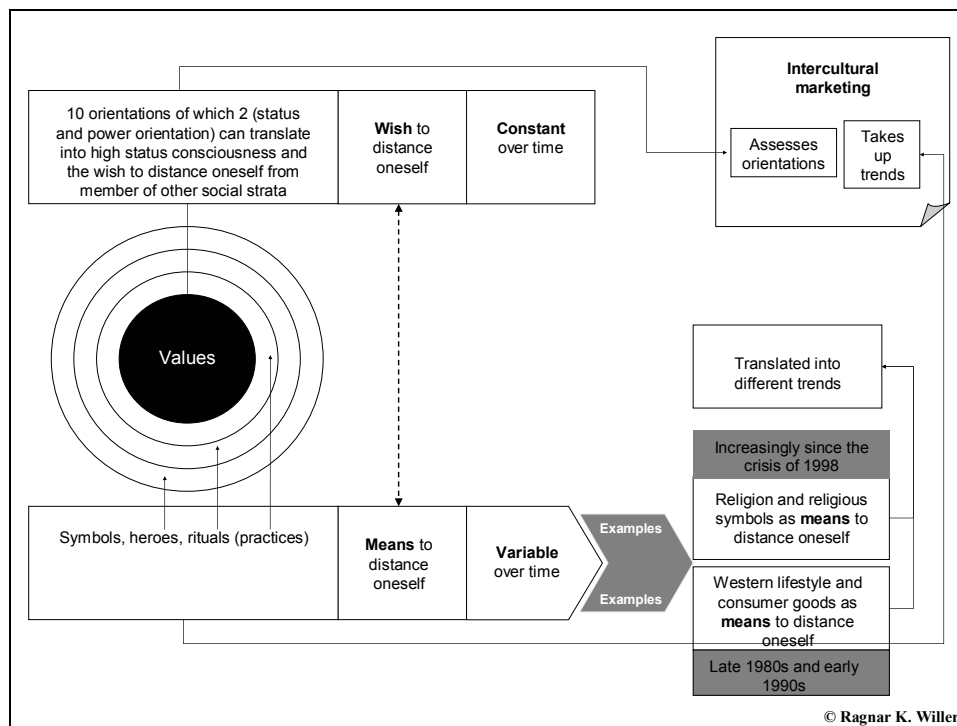 10 orientations of which 2 (status
and power orientation) can translate
into high status consciousness and
the wish to distance oneself from
member of other social strata
Wish to
distance
oneself
Constant
over time
Intercultural
marketing
Assesses
orientations
Takes
up
trends
Values
Translated into
different trends
Increasingly since the
crisis of 1998
Religion and religious
symbols as means to
distance oneself
Symbols, heroes, rituals (practices)
Means to
distance
oneself
Variable
over time
Examples
Examples
Western lifestyle and
consumer goods as
means to distance
oneself
Late 1980s and early
1990s
© Ragnar K. Willer